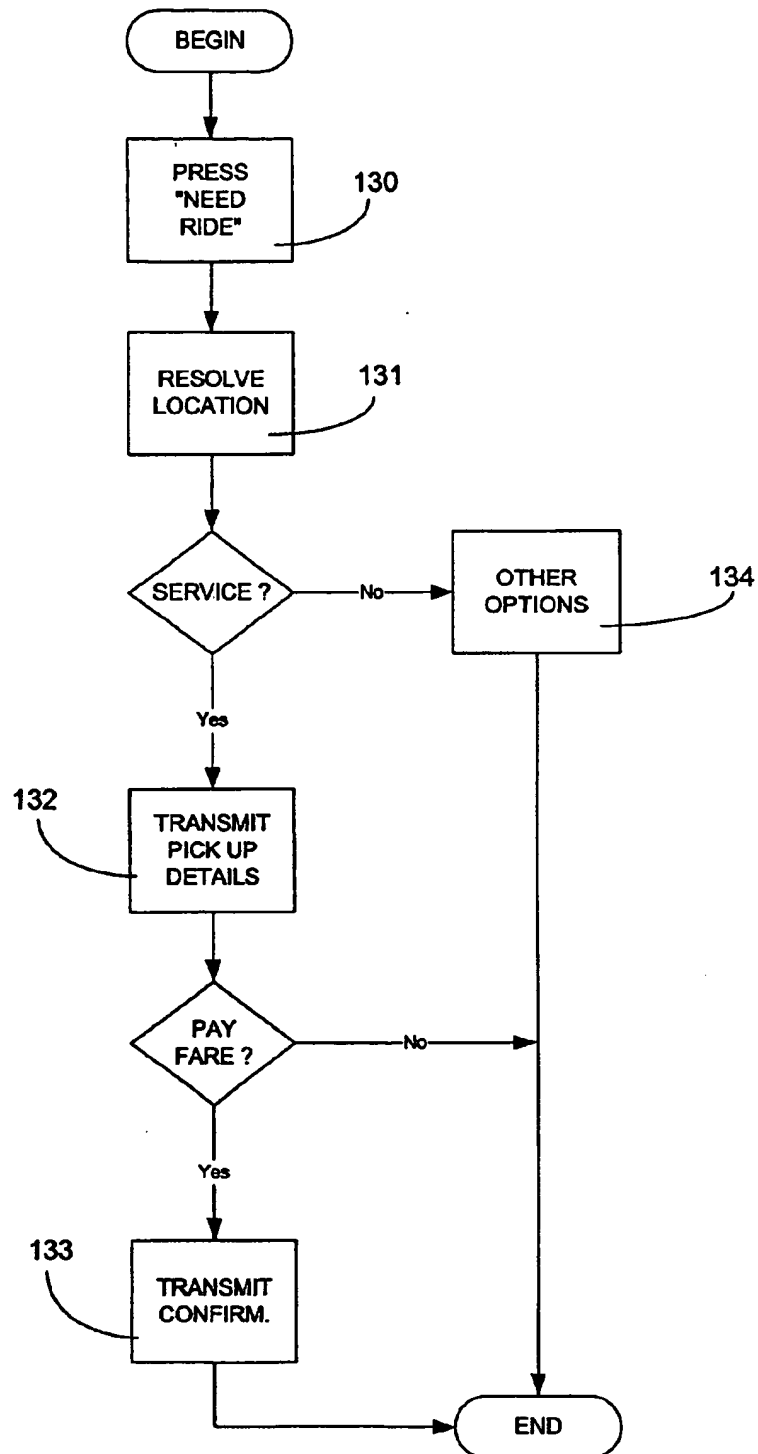 BEGIN
PRESS
"NEED
RIDE"
130
RESOLVE
LOCATION
131
SERVICE ?
No
OTHER
OPTIONS
134
Yes
132
TRANSMIT
PICK UP
DETAILS
PAY
FARE ?
No
Yes
133
TRANSMIT
CONFIRM.
END